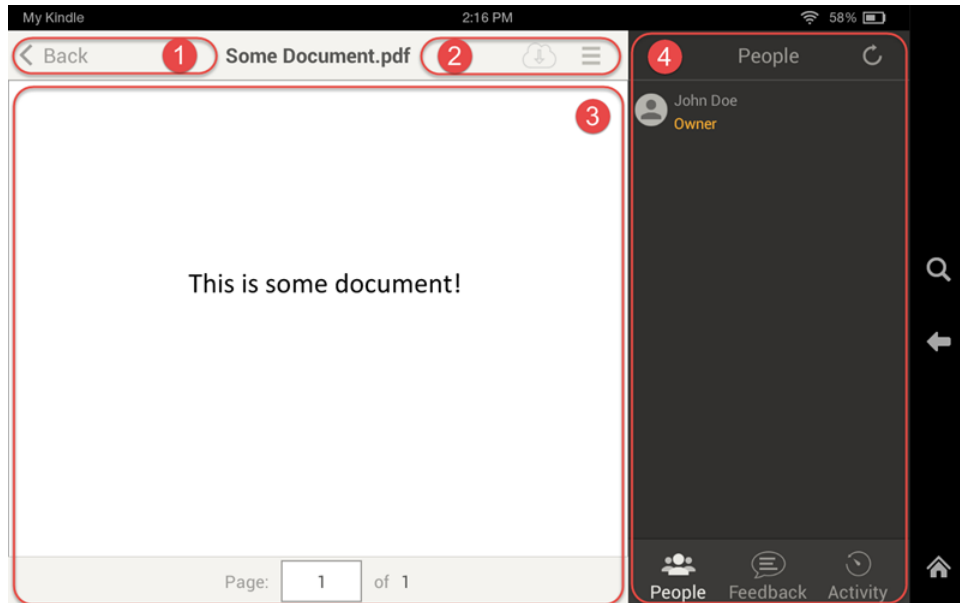 My Kindle 2:16 PM 58%
Back 1 Some Document.pdf 2 4 People
3
John Doe
Owner
This is some document!
Page: 1 of 1
People Feedback Activity